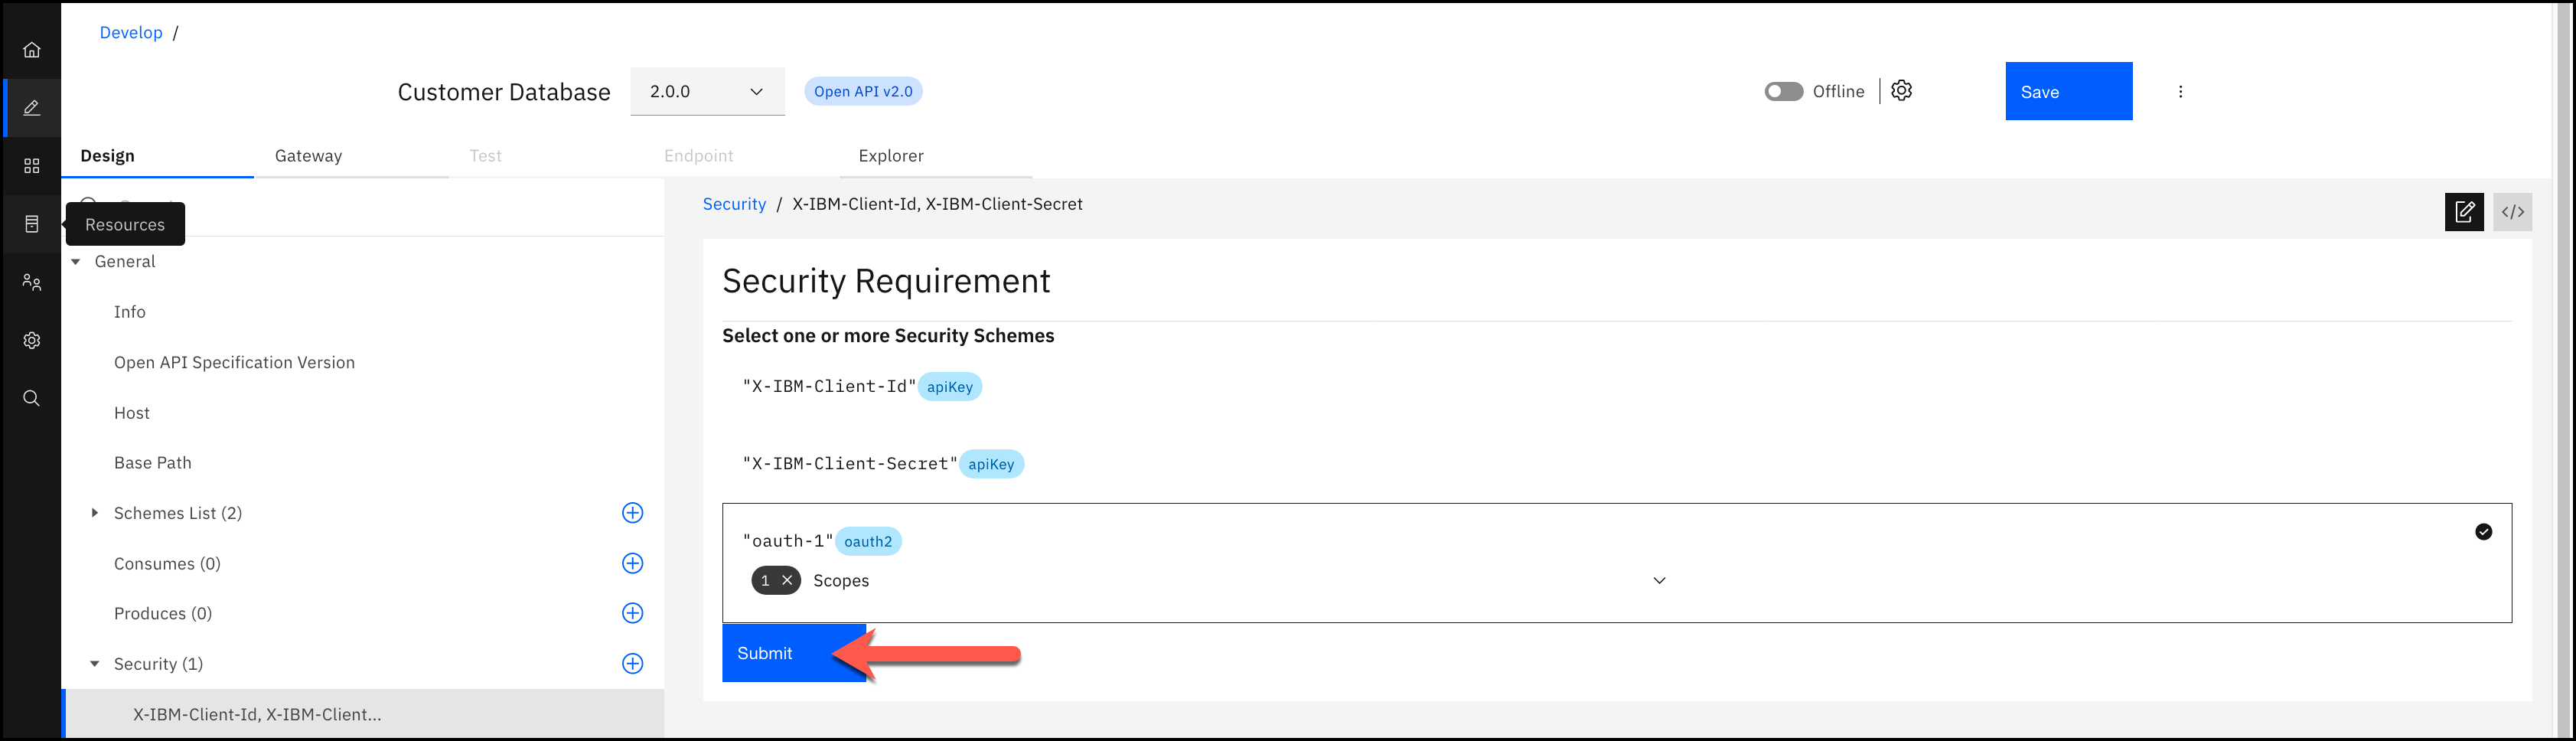 Develop /
Customer Database
2.0.0
Open API v2.0
Offline
Save
Design
Gateway
Test
Endpoint
Explorer
Resources
General
Info
Open API Specification Version
Host
Base Path
Schemes List (2)
Consumes (0)
Produces (0)
Security (1)
X-IBM-Client-Id, X-IBM-Client...
Security / X-IBM-Client-Id, X-IBM-Client-Secret
</>
Security Requirement
Select one or more Security Schemes
"X-IBM-Client-Id" apiKey
"X-IBM-Client-Secret" apiKey
"oauth-1" oauth2
1 Scopes
Submit